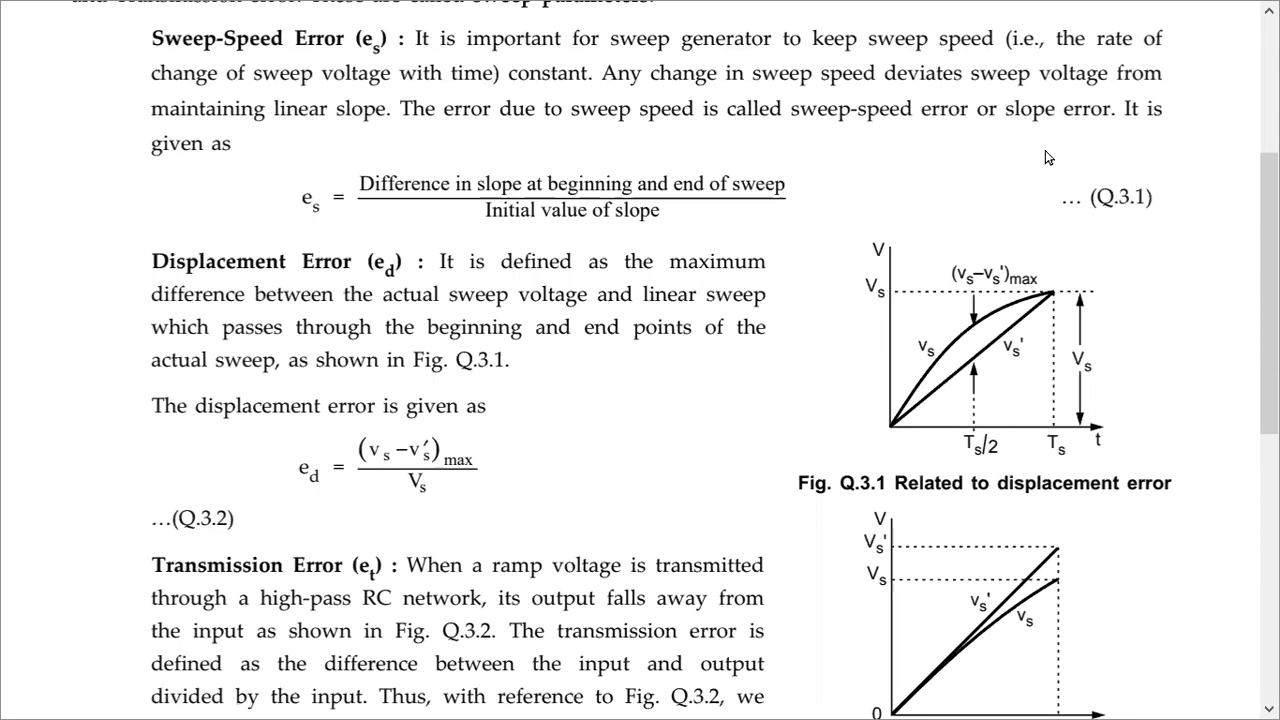 and Transmission error. These are called sweep parameters.
Sweep-Speed Error (es) : It is important for sweep generator to keep sweep speed (i.e., the rate of
change of sweep voltage with time) constant. Any change in sweep speed deviates sweep voltage from
maintaining linear slope. The error due to sweep speed is called sweep-speed error or slope error. It is
given as
es = Difference in slope at beginning and end of sweep
Initial value of slope
... (Q.3.1)
Displacement Error (ed) : It is defined as the maximum
difference between the actual sweep voltage and linear sweep
which passes through the beginning and end points of the
actual sweep, as shown in Fig. Q.3.1.
The displacement error is given as
ed = (vs −vs′)max
Vs
...(Q.3.2)
V
Vs
(vs–vs')max
vs
vs'
Vs
Ts/2
Ts
t
Fig. Q.3.1 Related to displacement error
Transmission Error (et) : When a ramp voltage is transmitted
through a high-pass RC network, its output falls away from
the input as shown in Fig. Q.3.2. The transmission error is
defined as the difference between the input and output
divided by the input. Thus, with reference to Fig. Q.3.2, we
V
Vs'
Vs
vs'
vs
0